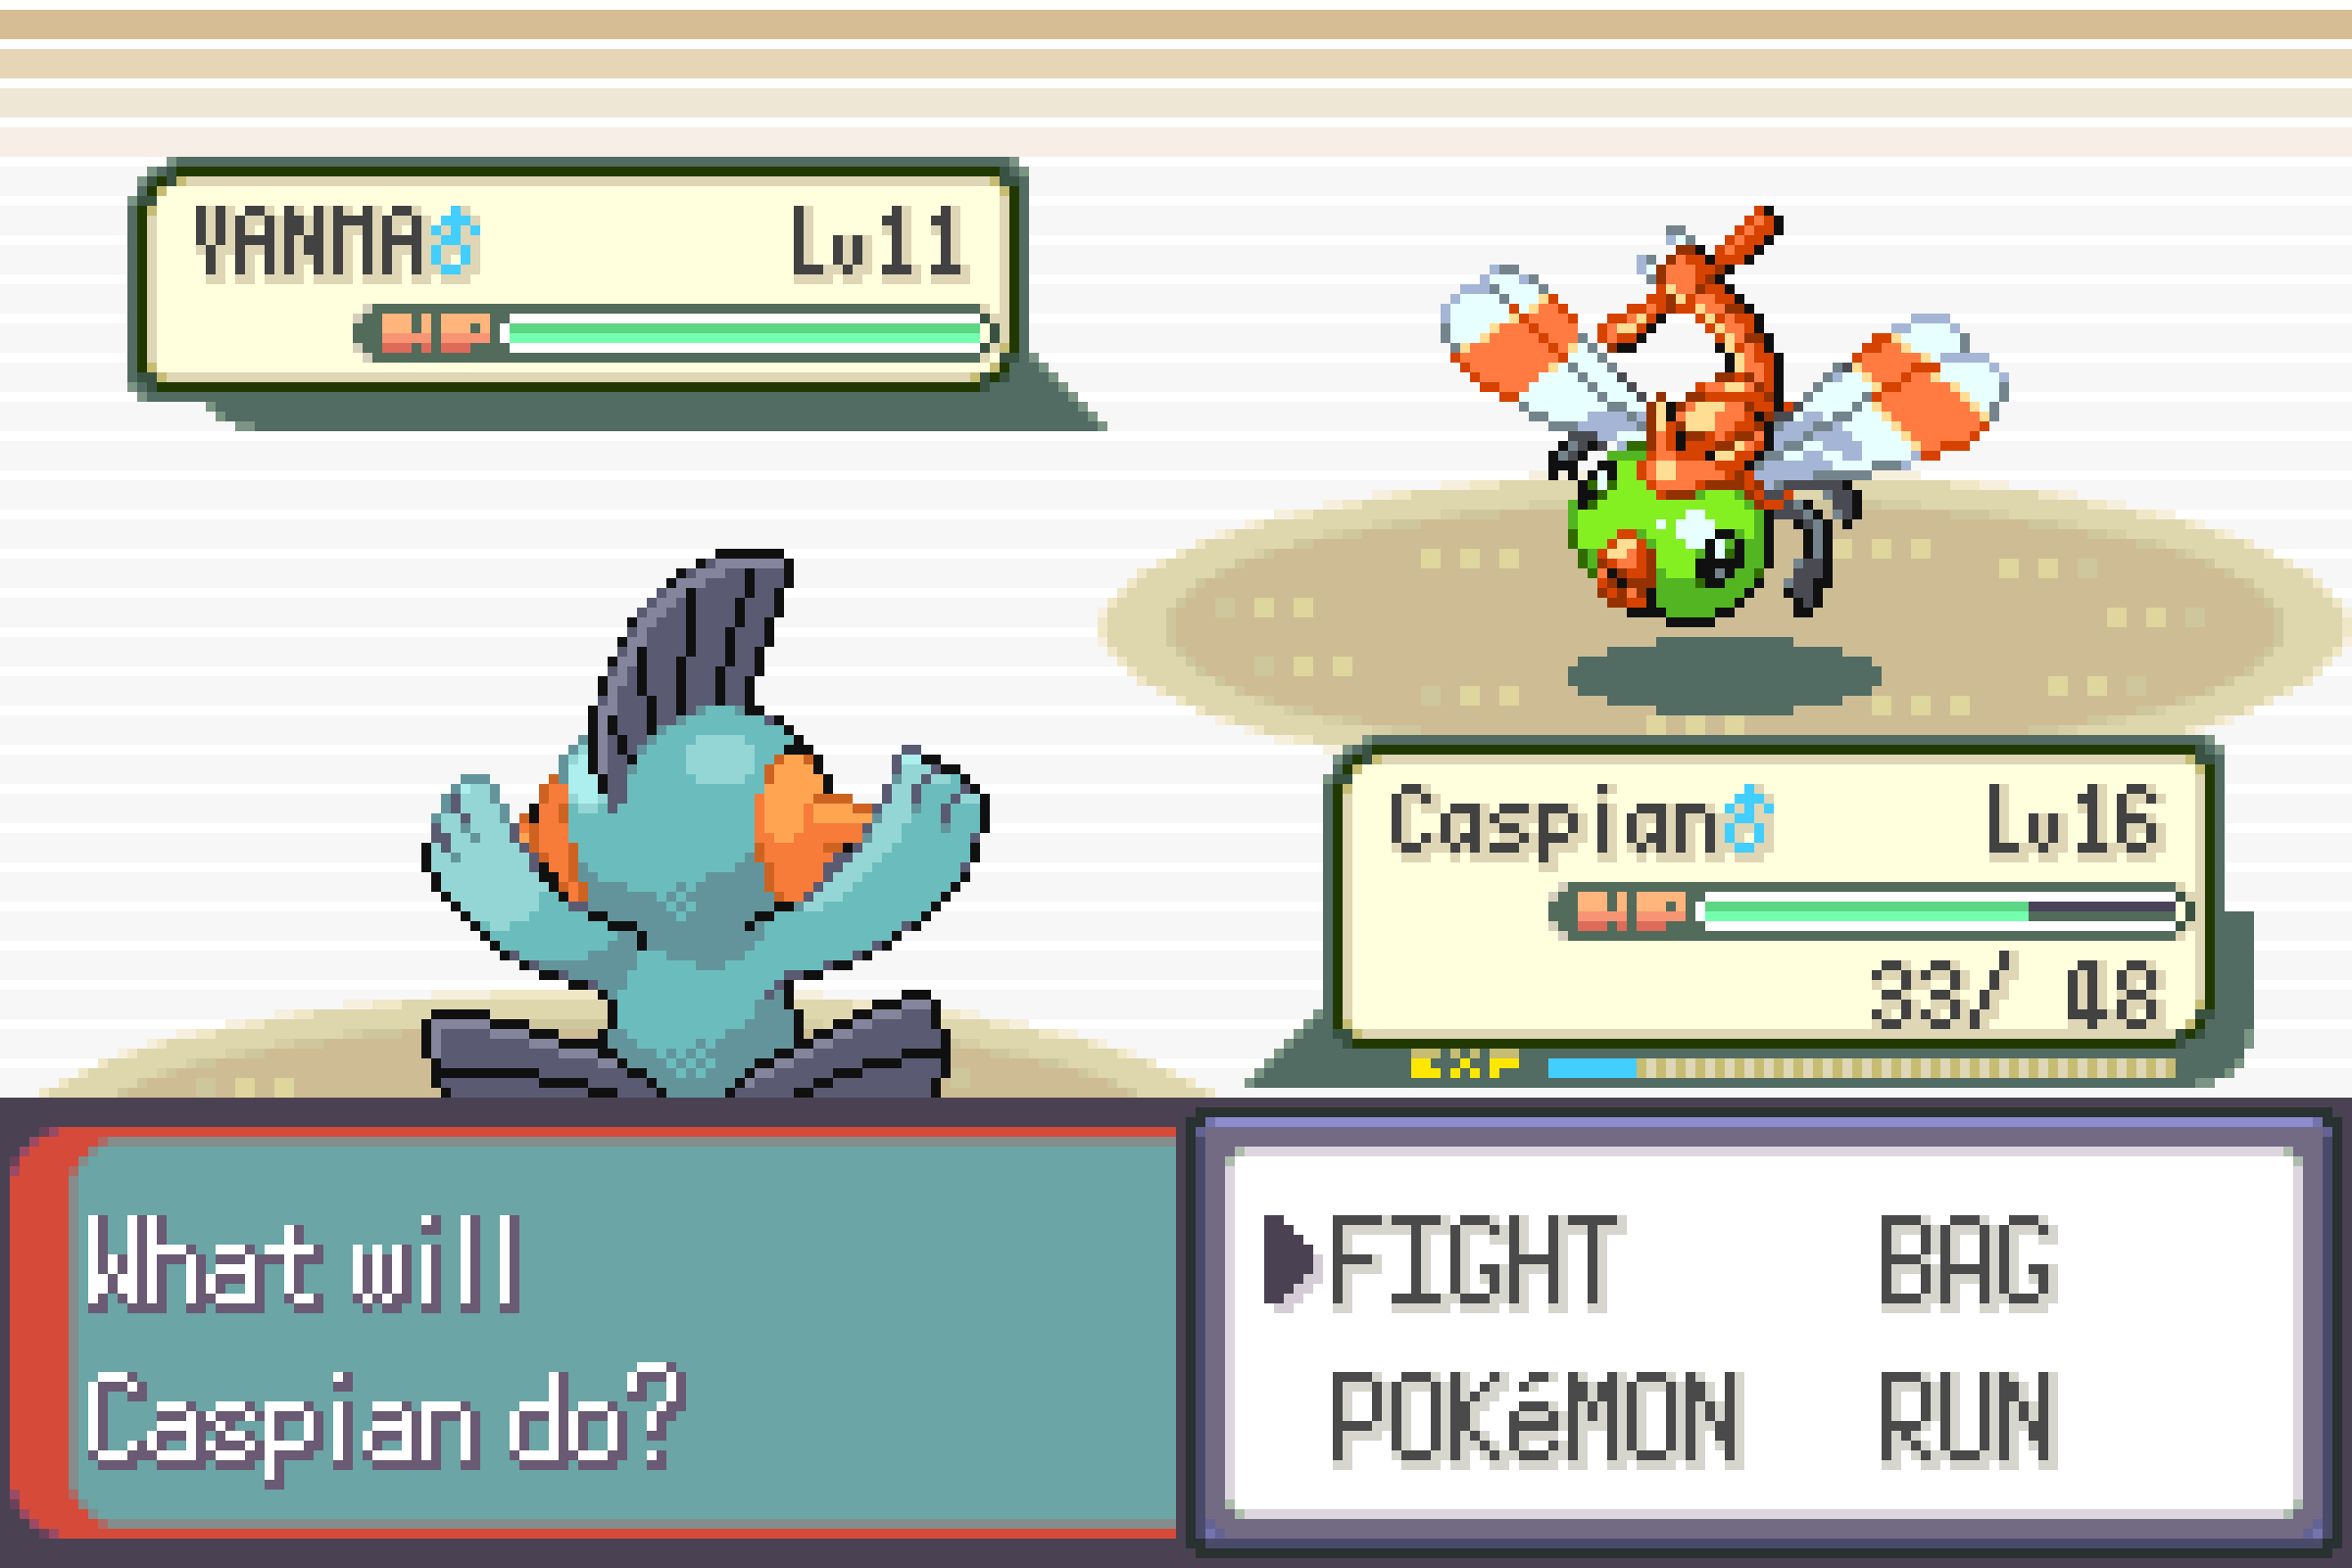 YANMA♂ Lv11
HP
Caspian♂ Lv16
HP
33/ 48
EXP
What will
Caspian do?
FIGHT BAG
POKéMON RUN